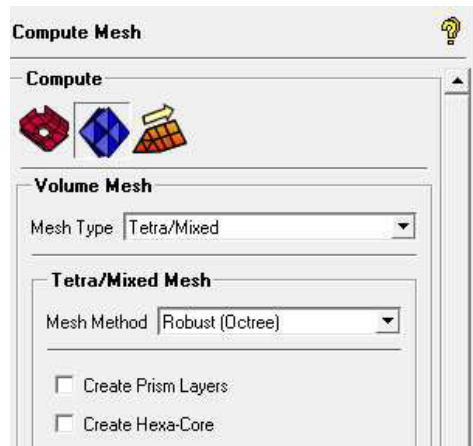 Compute Mesh
Compute
Volume Mesh
Mesh Type Tetra/Mixed
Tetra/Mixed Mesh
Mesh Method Robust (Octree)
Create Prism Layers
Create Hexa-Core